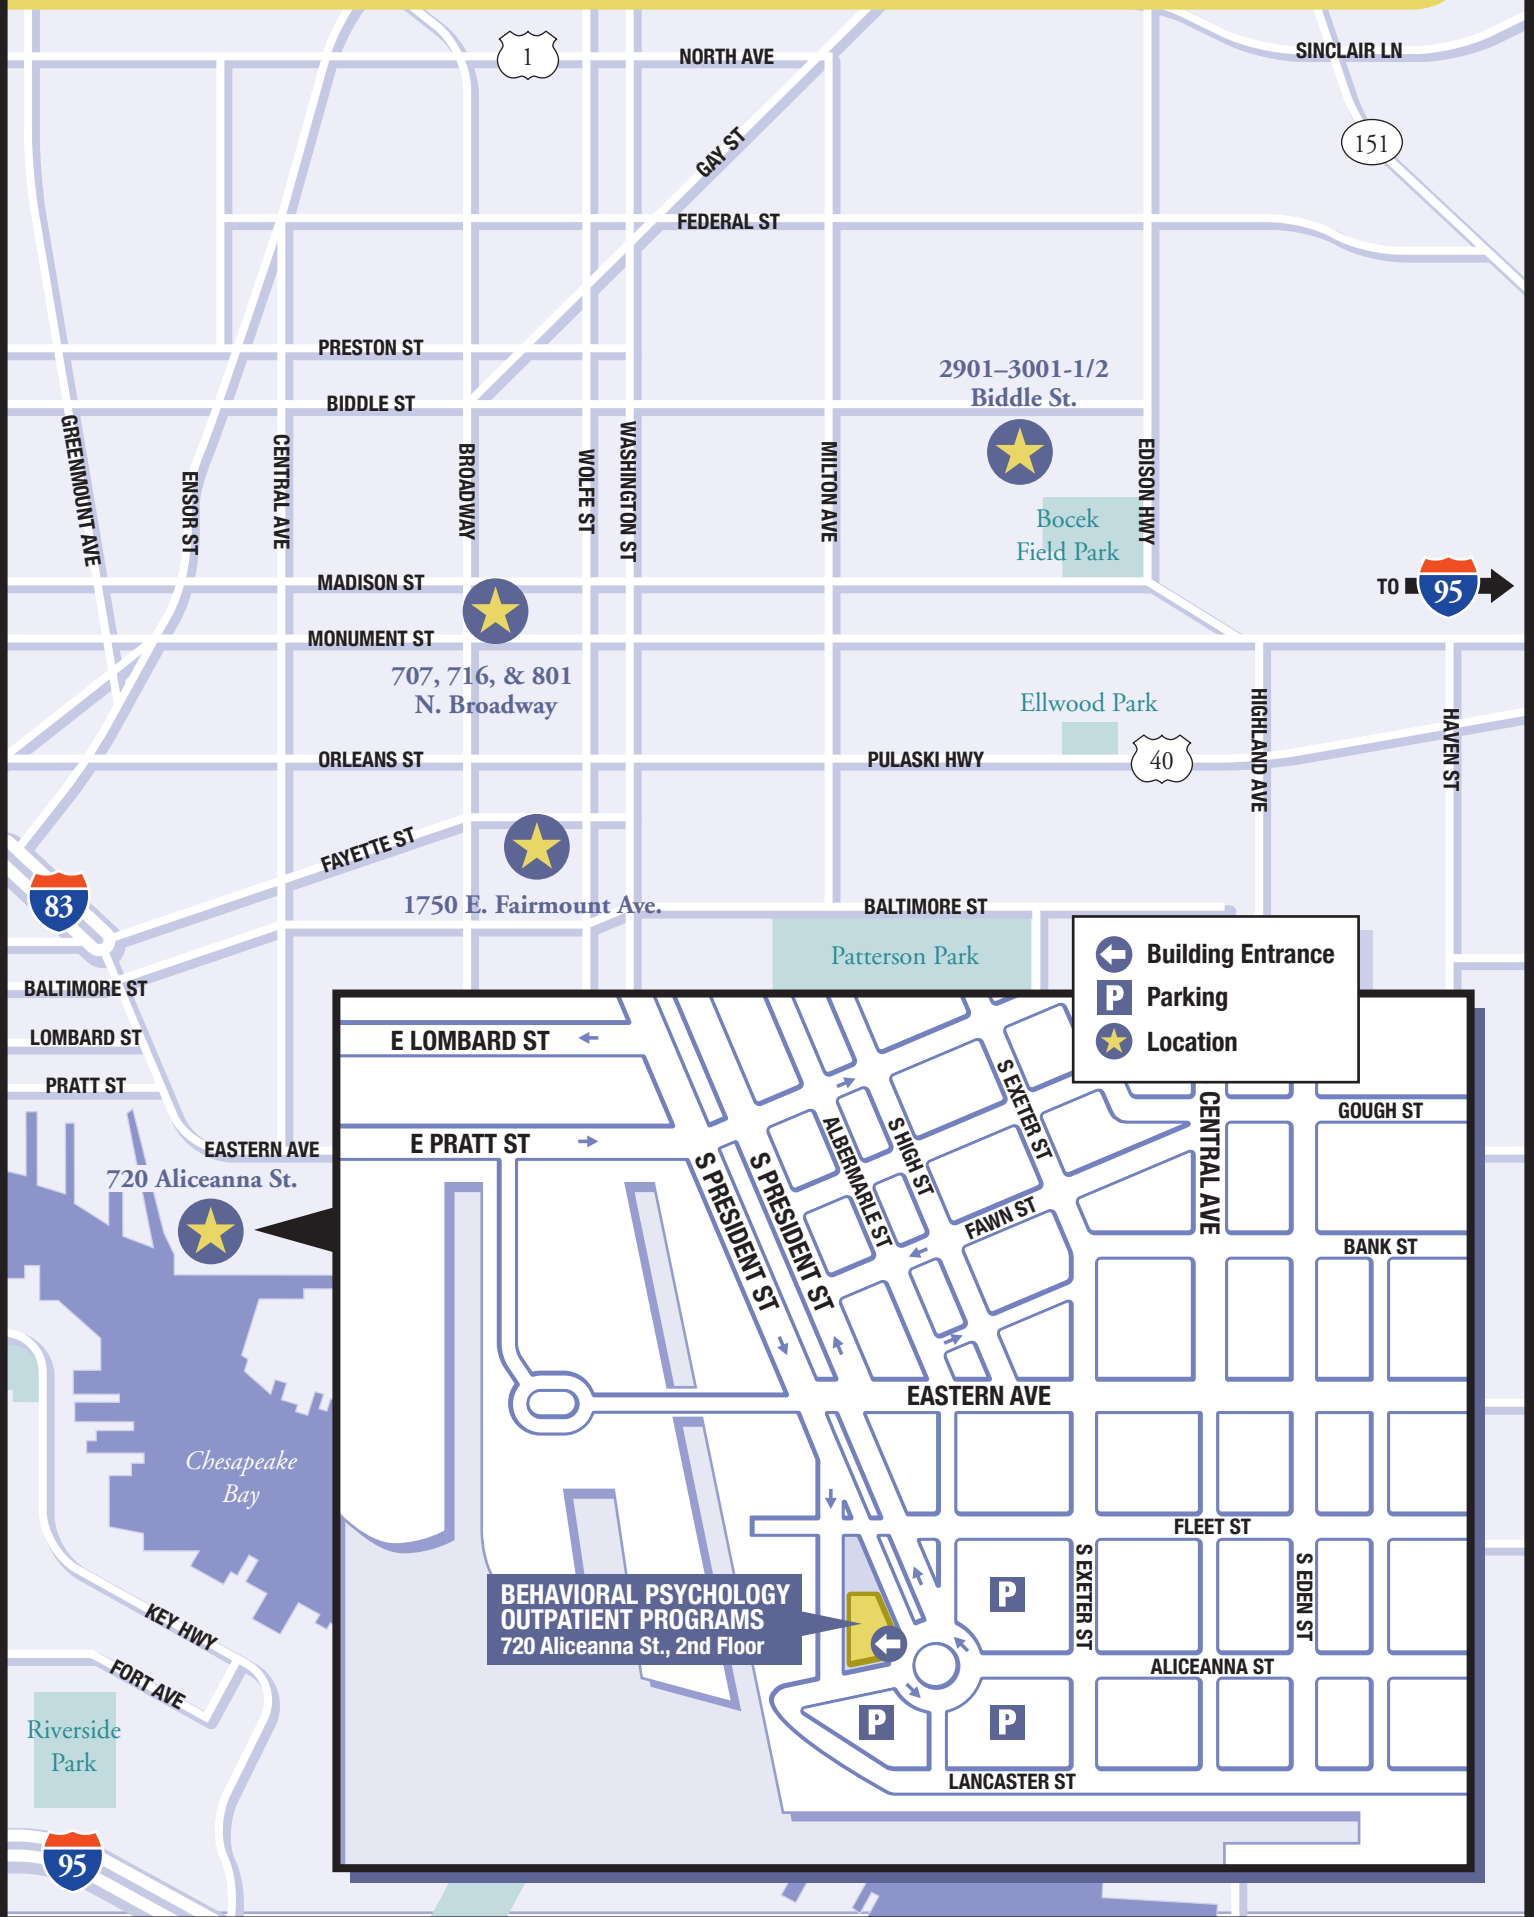 1
NORTH AVE
SINCLAIR LN
151
GAY ST
FEDERAL ST
PRESTON ST
2901–3001-1/2
Biddle St.
BIDDLE ST
GREENMOUNT AVE
ENSOR ST
CENTRAL AVE
BROADWAY
WOLFE ST
WASHINGTON ST
MILTON AVE
EDISON HWY
Bocek
Field Park
MADISON ST
TO
95
MONUMENT ST
707, 716, & 801
N. Broadway
Ellwood Park
HIGHLAND AVE
HAVEN ST
ORLEANS ST
PULASKI HWY
40
FAYETTE ST
83
1750 E. Fairmount Ave.
BALTIMORE ST
Patterson Park
Building Entrance
P
Parking
Location
BALTIMORE ST
LOMBARD ST
PRATT ST
EASTERN AVE
720 Aliceanna St.
E LOMBARD ST
E PRATT ST
S PRESIDENT ST
S PRESIDENT ST
ALBERMARLE ST
S HIGH ST
S EXETER ST
FAWN ST
CENTRAL AVE
GOUGH ST
BANK ST
EASTERN AVE
Chesapeake
Bay
FLEET ST
S EXETER ST
S EDEN ST
P
BEHAVIORAL PSYCHOLOGY
OUTPATIENT PROGRAMS
720 Aliceanna St., 2nd Floor
ALICEANNA ST
P
P
LANCASTER ST
KEY HWY
FORT AVE
Riverside
Park
95